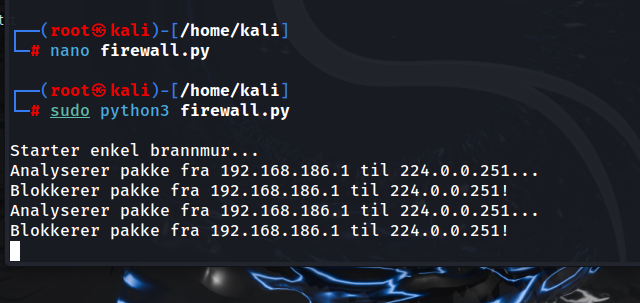 (root㉿kali)-[/home/kali]
# nano firewall.py
(root㉿kali)-[/home/kali]
# sudo python3 firewall.py
Starter enkel brannmur...
Analyserer pakke fra 192.168.186.1 til 224.0.0.251...
Blokkerer pakke fra 192.168.186.1 til 224.0.0.251!
Analyserer pakke fra 192.168.186.1 til 224.0.0.251...
Blokkerer pakke fra 192.168.186.1 til 224.0.0.251!